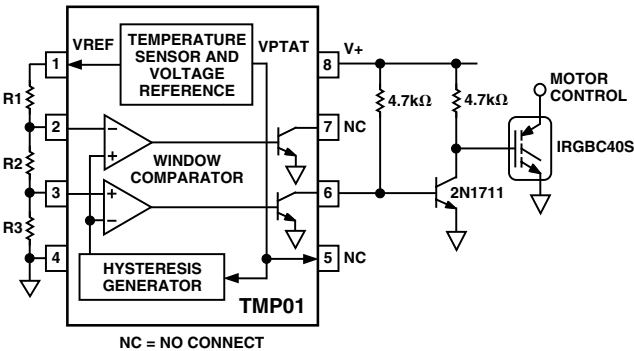 TEMPERATURE
SENSOR AND
VOLTAGE
REFERENCE
VREF
VPTAT
1
2
3
4
R1
R2
R3
8
V+
7
NC
6
5
NC
4.7kΩ
4.7kΩ
MOTOR
CONTROL
IRGBC40S
2N1711
−
+
WINDOW
COMPARATOR
+
−
HYSTERESIS
GENERATOR
TMP01
NC = NO CONNECT